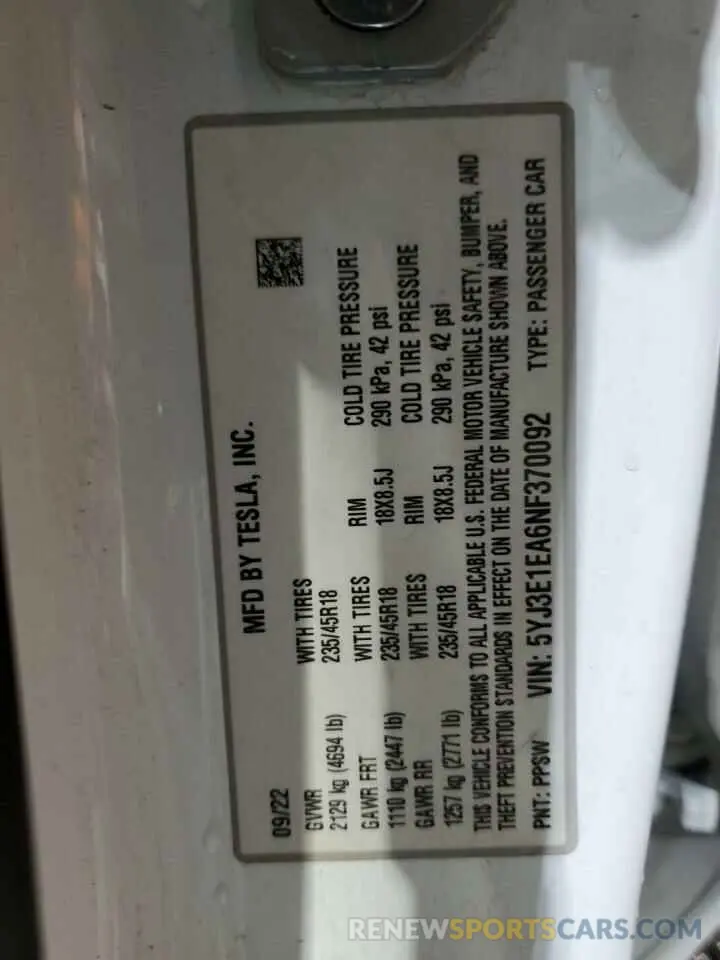 MFD BY TESLA, INC.
09/22
GVWR WITH TIRES RIM COLD TIRE PRESSURE
2129 kg (4694 lb) 235/45R18 18X8.5J 290 kPa, 42 psi
GAWR FRT WITH TIRES RIM COLD TIRE PRESSURE
1110 kg (2447 lb) 235/45R18 18X8.5J 290 kPa, 42 psi
GAWR RR WITH TIRES
1257 kg (2771 lb) 235/45R18
THIS VEHICLE CONFORMS TO ALL APPLICABLE U.S. FEDERAL MOTOR VEHICLE SAFETY, BUMPER, AND
THEFT PREVENTION STANDARDS IN EFFECT ON THE DATE OF MANUFACTURE SHOWN ABOVE.
PNT: PPSW VIN: 5YJ3E1EA6NF370092 TYPE: PASSENGER CAR
RENEWSPORTSCARS.COM